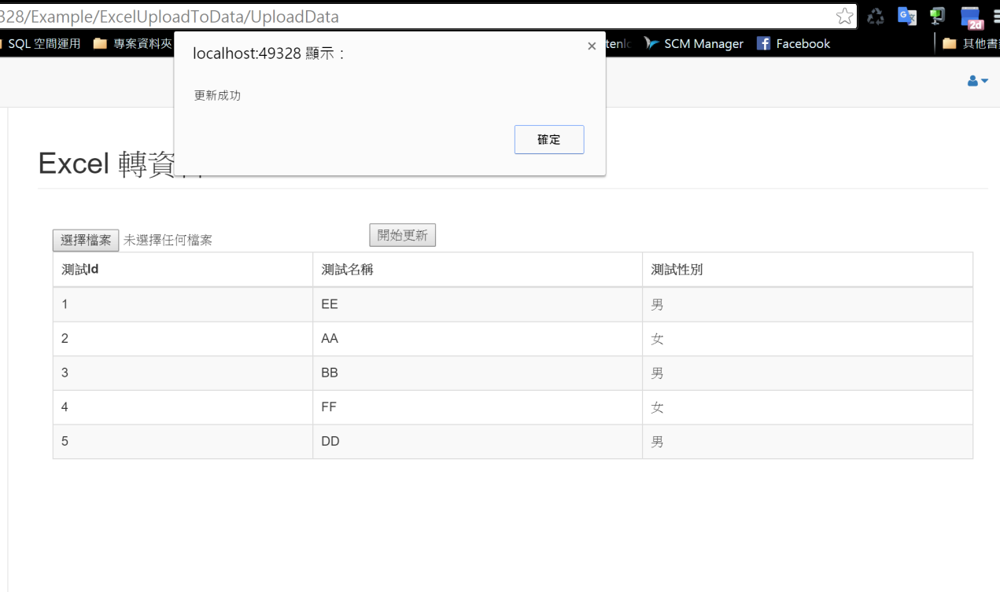 328/Example/ExcelUploadToData/UploadData
2d
SQL 空間運用 專案資料夾 SCM Manager Facebook 其他書
localhost:49328 顯示：
更新成功
確定
Excel 轉資
選擇檔案 未選擇任何檔案 開始更新
測試Id 測試名稱 測試性別
1 EE 男
2 AA 女
3 BB 男
4 FF 女
5 DD 男